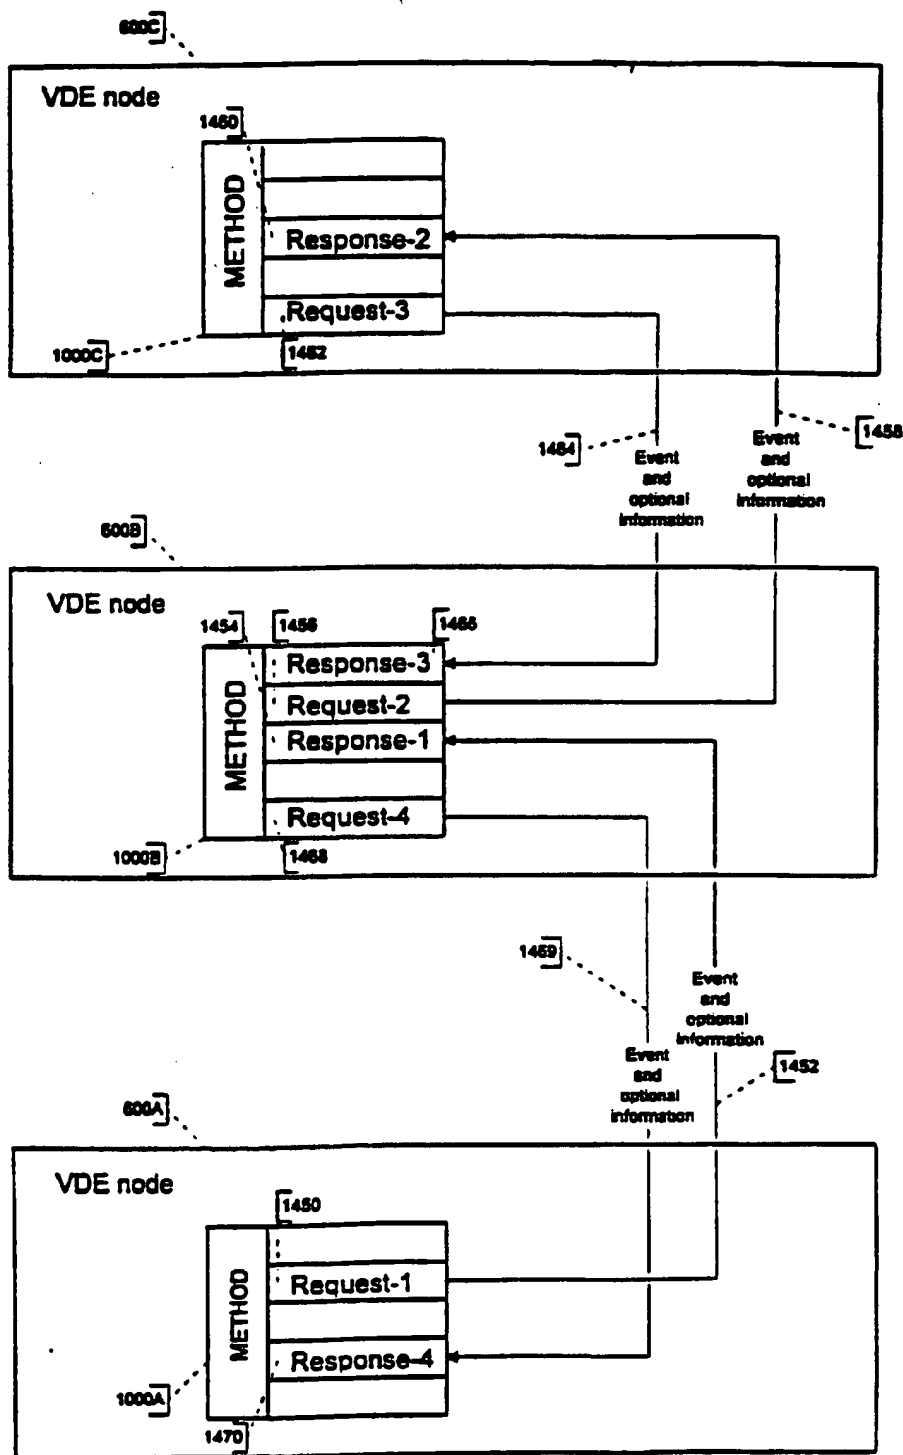 600C
VDE node
1460
METHOD
Response-2
Request-3
1000C
1462
1464
Event
and
optional
information
Event
and
optional
information
1458
600B
VDE node
1454
1456
1466
METHOD
Response-3
Request-2
Response-1
Request-4
1000B
1468
1469
Event
and
optional
information
Event
and
optional
information
1452
600A
VDE node
1450
METHOD
Request-1
Response-4
1000A
1470